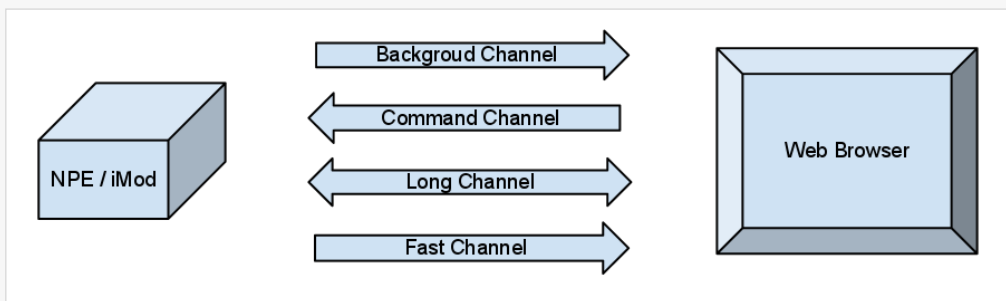 Backgroud Channel
Command Channel
NPE / iMod
Long Channel
Web Browser
Fast Channel